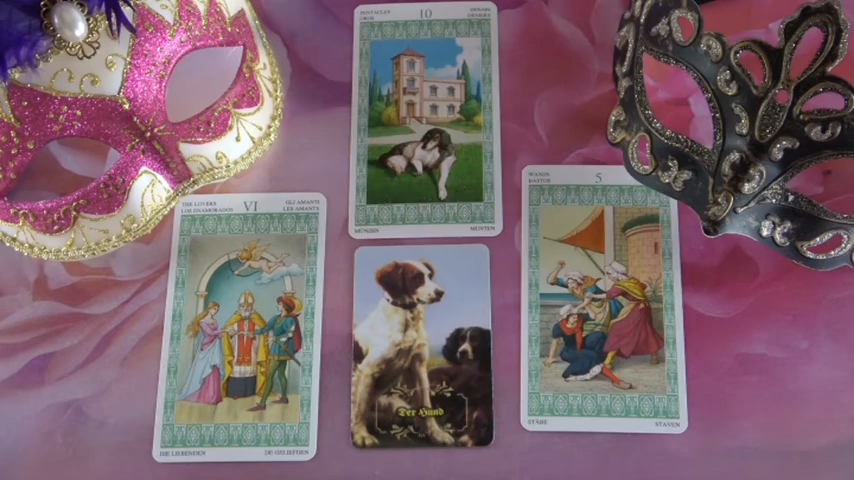 PENTACLES
OROS
10
DENARI
DENIERS
MÜNZEN
MUNTEN
THE LOVERS
LOS ENAMORADOS
VI
GLI AMANTI
LES AMANTS
DIE LIEBENDEN
DE GELIEFDEN
Der Hund
WANDS
BASTOS
5
STÄBE
STAVEN